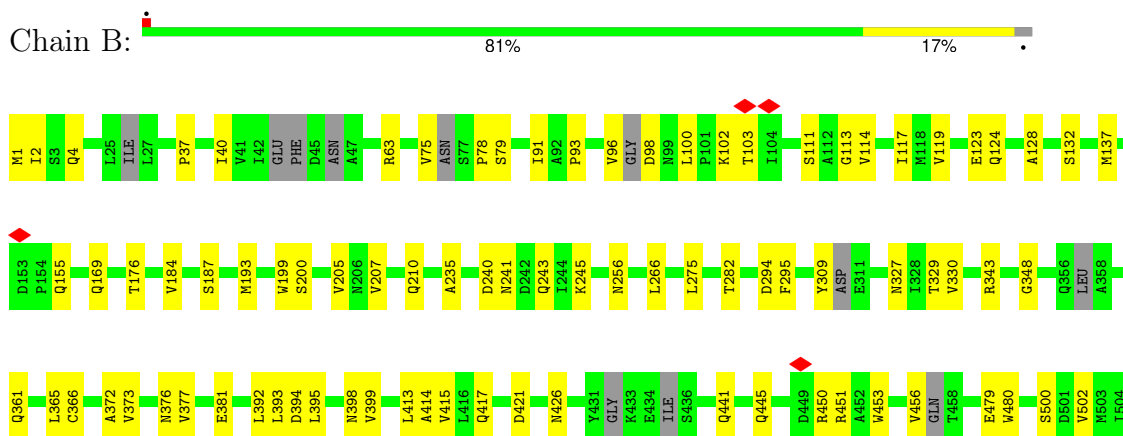 Chain B:
81% 17%
M1 I2 S3 Q4 L25 ILE L27 P37 I40 V41 I42 GLU PHE D45 ASN A47 R63 V75 ASN S77 P78 S79 I91 A92 P93 V96 GLY D98 N99 L100 P101 K102 T103 I104 S111 A112 G113 V114 I117 M118 V119 E123 Q124 A128 S132 M137
D153 P154 Q155 Q169 T176 V184 S187 M193 W199 S200 V205 N206 V207 Q210 A235 D240 N241 D242 Q243 I244 K245 N256 L266 L275 T282 D294 F295 Y309 ASP E311 N327 I328 T329 V330 R343 G348 Q356 LEU A358
Q361 L365 C366 A372 V373 N376 V377 E381 L392 L393 D394 L395 N398 V399 L413 A414 V415 L416 Q417 D421 N426 Y431 GLY K433 E434 ILE S436 Q441 Q445 D449 R450 R451 A452 W453 V456 GLN T458 E479 W480 S500 D501 V502 M503 T504